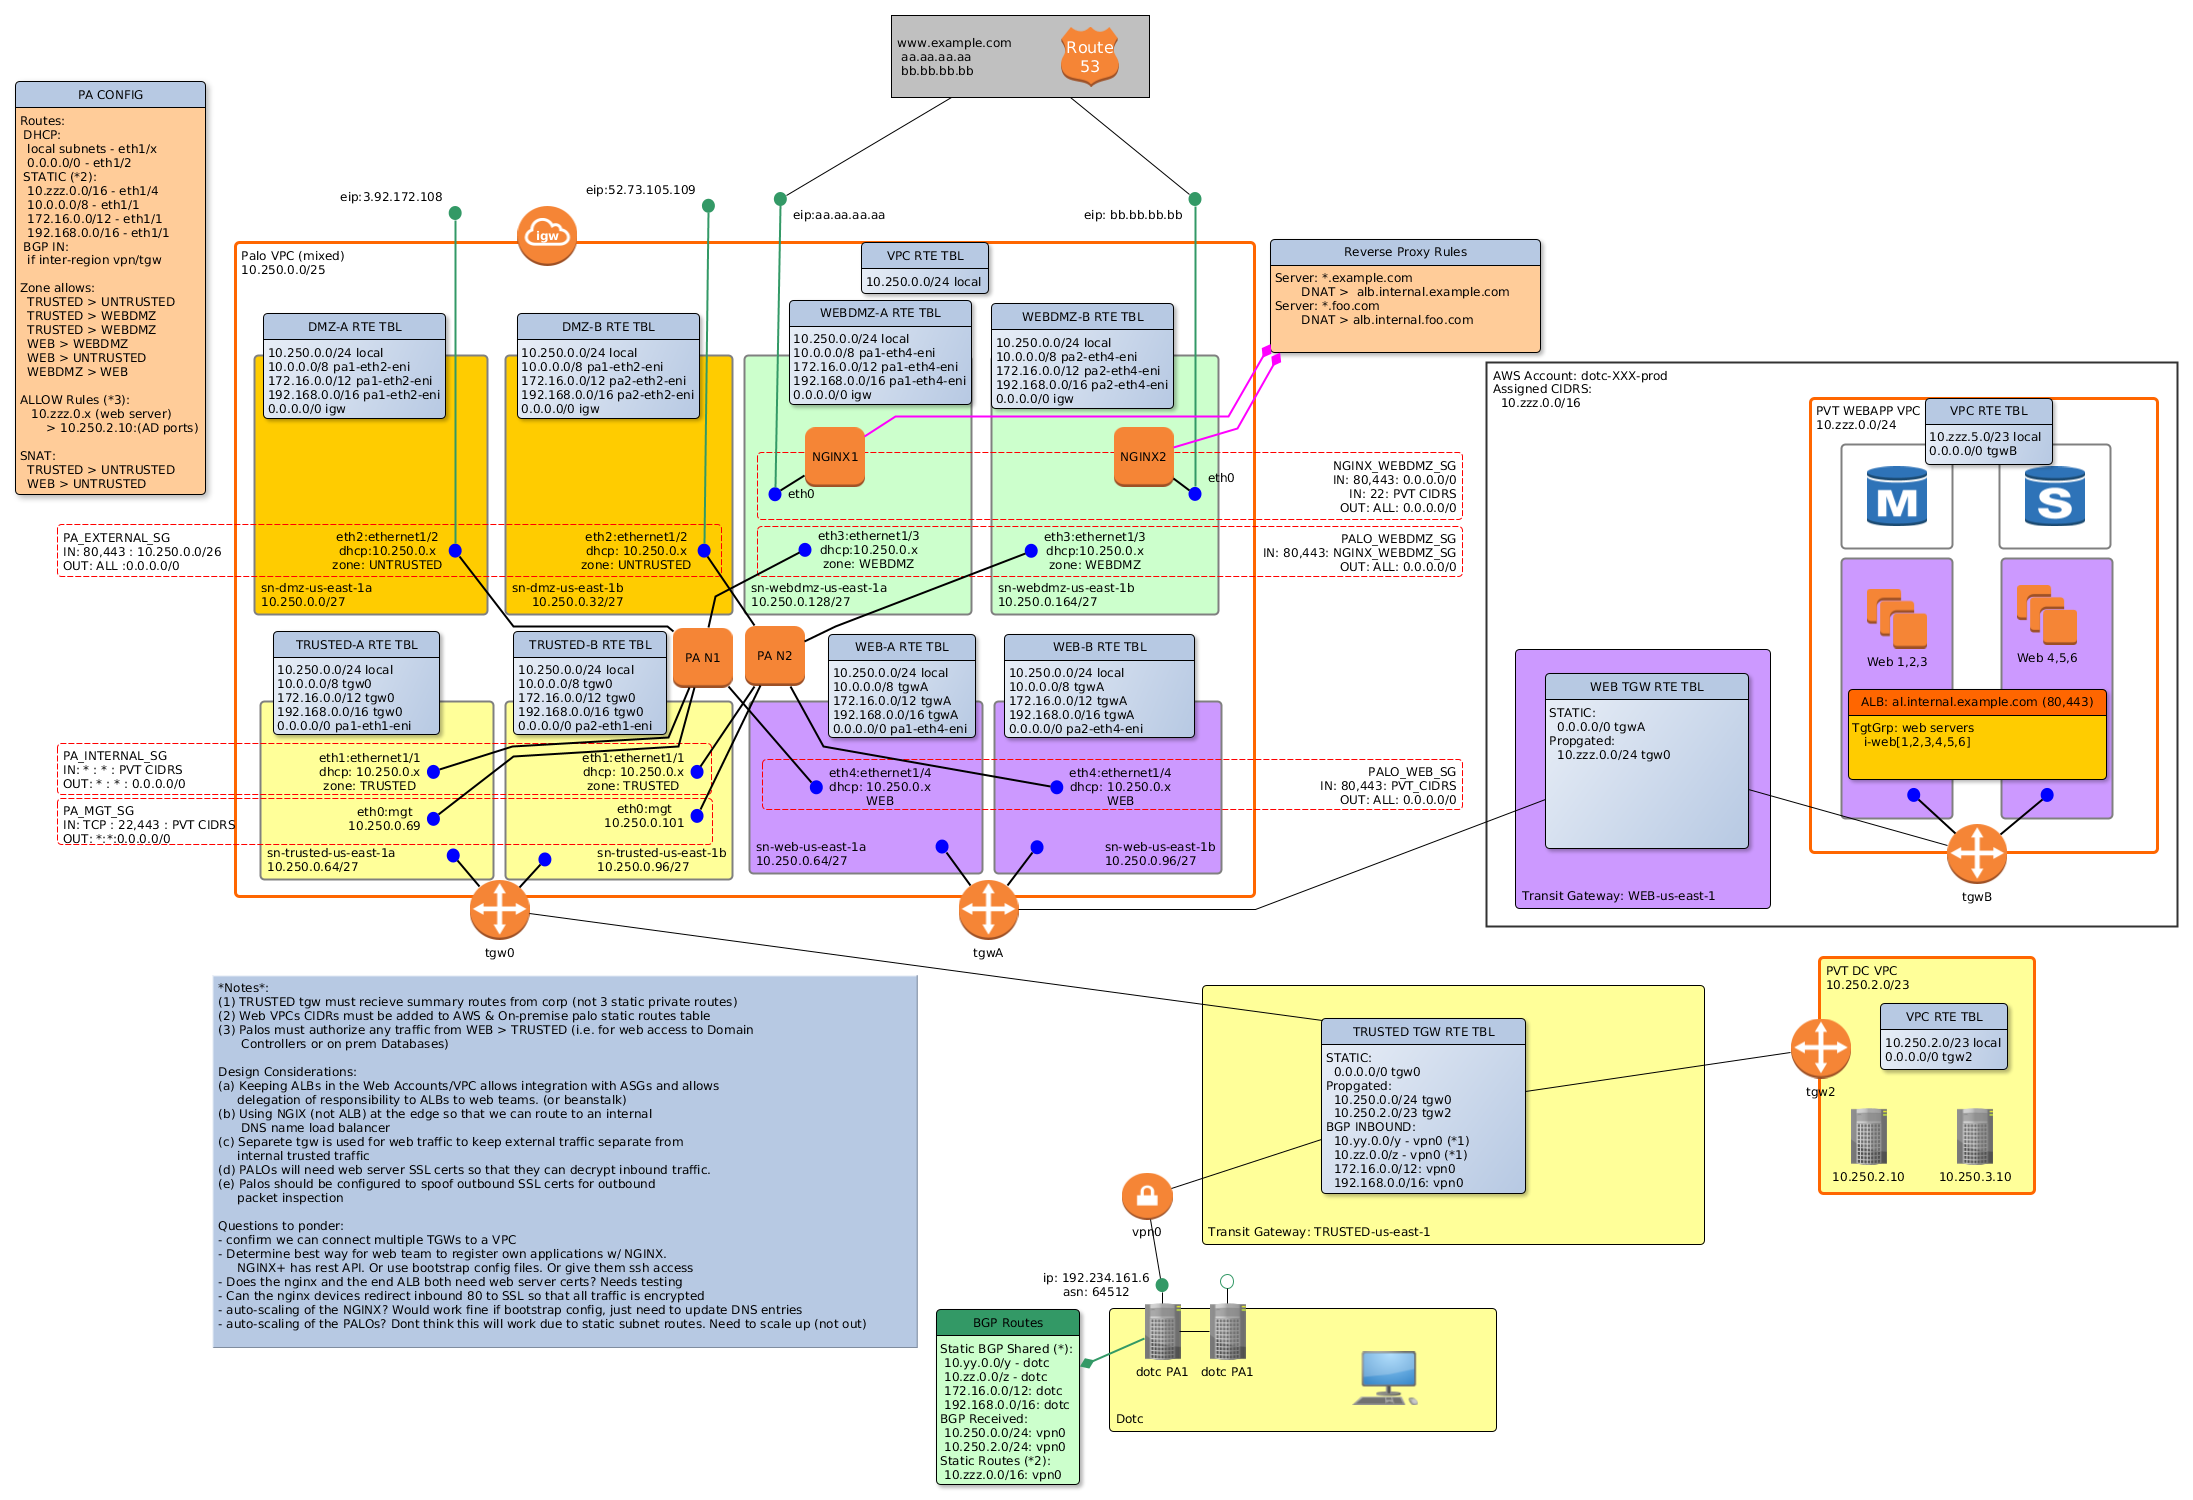 www.example.com
aa.aa.aa.aa
bb.bb.bb.bb
Route
53
PA CONFIG
Routes:
DHCP:
local subnets - eth1/x
0.0.0.0/0 - eth1/2
STATIC (*2):
10.zzz.0.0/16 - eth1/4
10.0.0.0/8 - eth1/1
172.16.0.0/12 - eth1/1
192.168.0.0/16 - eth1/1
BGP IN:
if inter-region vpn/tgw
Zone allows:
TRUSTED > UNTRUSTED
TRUSTED > WEBDMZ
TRUSTED > WEBDMZ
WEB > WEBDMZ
WEB > UNTRUSTED
WEBDMZ > WEB
ALLOW Rules (*3):
10.zzz.0.x (web server)
> 10.250.2.10:(AD ports)
SNAT:
TRUSTED > UNTRUSTED
WEB > UNTRUSTED
eip:3.92.172.108
eip:52.73.105.109
eip:aa.aa.aa.aa
eip: bb.bb.bb.bb
igw
Palo VPC (mixed)
10.250.0.0/25
VPC RTE TBL
10.250.0.0/24 local
Reverse Proxy Rules
Server: *.example.com
DNAT >  alb.internal.example.com
Server: *.foo.com
DNAT > alb.internal.foo.com
DMZ-A RTE TBL
10.250.0.0/24 local
10.0.0.0/8 pa1-eth2-eni
172.16.0.0/12 pa1-eth2-eni
192.168.0.0/16 pa1-eth2-eni
0.0.0.0/0 igw
DMZ-B RTE TBL
10.250.0.0/24 local
10.0.0.0/8 pa1-eth2-eni
172.16.0.0/12 pa2-eth2-eni
192.168.0.0/16 pa2-eth2-eni
0.0.0.0/0 igw
WEBDMZ-A RTE TBL
10.250.0.0/24 local
10.0.0.0/8 pa1-eth4-eni
172.16.0.0/12 pa1-eth4-eni
192.168.0.0/16 pa1-eth4-eni
0.0.0.0/0 igw
WEBDMZ-B RTE TBL
10.250.0.0/24 local
10.0.0.0/8 pa2-eth4-eni
172.16.0.0/12 pa2-eth4-eni
192.168.0.0/16 pa2-eth4-eni
0.0.0.0/0 igw
NGINX1
eth0
NGINX2
eth0
NGINX_WEBDMZ_SG
IN: 80,443: 0.0.0.0/0
IN: 22: PVT CIDRS
OUT: ALL: 0.0.0.0/0
PA_EXTERNAL_SG
IN: 80,443 : 10.250.0.0/26
OUT: ALL :0.0.0.0/0
eth2:ethernet1/2
dhcp:10.250.0.x
zone: UNTRUSTED
eth2:ethernet1/2
dhcp: 10.250.0.x
zone: UNTRUSTED
eth3:ethernet1/3
dhcp:10.250.0.x
zone: WEBDMZ
eth3:ethernet1/3
dhcp:10.250.0.x
zone: WEBDMZ
PALO_WEBDMZ_SG
IN: 80,443: NGINX_WEBDMZ_SG
OUT: ALL: 0.0.0.0/0
sn-dmz-us-east-1a
10.250.0.0/27
sn-dmz-us-east-1b
10.250.0.32/27
sn-webdmz-us-east-1a
10.250.0.128/27
sn-webdmz-us-east-1b
10.250.0.164/27
TRUSTED-A RTE TBL
10.250.0.0/24 local
10.0.0.0/8 tgw0
172.16.0.0/12 tgw0
192.168.0.0/16 tgw0
0.0.0.0/0 pa1-eth1-eni
TRUSTED-B RTE TBL
10.250.0.0/24 local
10.0.0.0/8 tgw0
172.16.0.0/12 tgw0
192.168.0.0/16 tgw0
0.0.0.0/0 pa2-eth1-eni
PA N1
PA N2
WEB-A RTE TBL
10.250.0.0/24 local
10.0.0.0/8 tgwA
172.16.0.0/12 tgwA
192.168.0.0/16 tgwA
0.0.0.0/0 pa1-eth4-eni
WEB-B RTE TBL
10.250.0.0/24 local
10.0.0.0/8 tgwA
172.16.0.0/12 tgwA
192.168.0.0/16 tgwA
0.0.0.0/0 pa2-eth4-eni
PA_INTERNAL_SG
IN: * : * : PVT CIDRS
OUT: * : * : 0.0.0.0/0
eth1:ethernet1/1
dhcp: 10.250.0.x
zone: TRUSTED
eth1:ethernet1/1
dhcp: 10.250.0.x
zone: TRUSTED
eth4:ethernet1/4
dhcp: 10.250.0.x
WEB
eth4:ethernet1/4
dhcp: 10.250.0.x
WEB
PALO_WEB_SG
IN: 80,443: PVT_CIDRS
OUT: ALL: 0.0.0.0/0
PA_MGT_SG
IN: TCP : 22,443 : PVT CIDRS
OUT: *:*:0.0.0.0/0
eth0:mgt
10.250.0.69
eth0:mgt
10.250.0.101
sn-trusted-us-east-1a
10.250.0.64/27
sn-trusted-us-east-1b
10.250.0.96/27
sn-web-us-east-1a
10.250.0.64/27
sn-web-us-east-1b
10.250.0.96/27
tgw0
tgwA
AWS Account: dotc-XXX-prod
Assigned CIDRS:
10.zzz.0.0/16
PVT WEBAPP VPC
10.zzz.0.0/24
VPC RTE TBL
10.zzz.5.0/23 local
0.0.0.0/0 tgwB
M
S
Web 1,2,3
Web 4,5,6
ALB: al.internal.example.com (80,443)
TgtGrp: web servers
i-web[1,2,3,4,5,6]
tgwB
WEB TGW RTE TBL
STATIC:
0.0.0.0/0 tgwA
Propgated:
10.zzz.0.0/24 tgw0
Transit Gateway: WEB-us-east-1
*Notes*:
(1) TRUSTED tgw must recieve summary routes from corp (not 3 static private routes)
(2) Web VPCs CIDRs must be added to AWS & On-premise palo static routes table
(3) Palos must authorize any traffic from WEB > TRUSTED (i.e. for web access to Domain
Controllers or on prem Databases)
Design Considerations:
(a) Keeping ALBs in the Web Accounts/VPC allows integration with ASGs and allows
delegation of responsibility to ALBs to web teams. (or beanstalk)
(b) Using NGIX (not ALB) at the edge so that we can route to an internal
DNS name load balancer
(c) Separete tgw is used for web traffic to keep external traffic separate from
internal trusted traffic
(d) PALOs will need web server SSL certs so that they can decrypt inbound traffic.
(e) Palos should be configured to spoof outbound SSL certs for outbound
packet inspection
Questions to ponder:
- confirm we can connect multiple TGWs to a VPC
- Determine best way for web team to register own applications w/ NGINX.
NGINX+ has rest API. Or use bootstrap config files. Or give them ssh access
- Does the nginx and the end ALB both need web server certs? Needs testing
- Can the nginx devices redirect inbound 80 to SSL so that all traffic is encrypted
- auto-scaling of the NGINX? Would work fine if bootstrap config, just need to update DNS entries
- auto-scaling of the PALOs? Dont think this will work due to static subnet routes. Need to scale up (not out)
TRUSTED TGW RTE TBL
STATIC:
0.0.0.0/0 tgw0
Propgated:
10.250.0.0/24 tgw0
10.250.2.0/23 tgw2
BGP INBOUND:
10.yy.0.0/y - vpn0 (*1)
10.zz.0.0/z - vpn0 (*1)
172.16.0.0/12: vpn0
192.168.0.0/16: vpn0
Transit Gateway: TRUSTED-us-east-1
PVT DC VPC
10.250.2.0/23
VPC RTE TBL
10.250.2.0/23 local
0.0.0.0/0 tgw2
tgw2
10.250.2.10
10.250.3.10
vpn0
ip: 192.234.161.6
asn: 64512
BGP Routes
Static BGP Shared (*):
10.yy.0.0/y - dotc
10.zz.0.0/z - dotc
172.16.0.0/12: dotc
192.168.0.0/16: dotc
BGP Received:
10.250.0.0/24: vpn0
10.250.2.0/24: vpn0
Static Routes (*2):
10.zzz.0.0/16: vpn0
dotc PA1
dotc PA1
Dotc